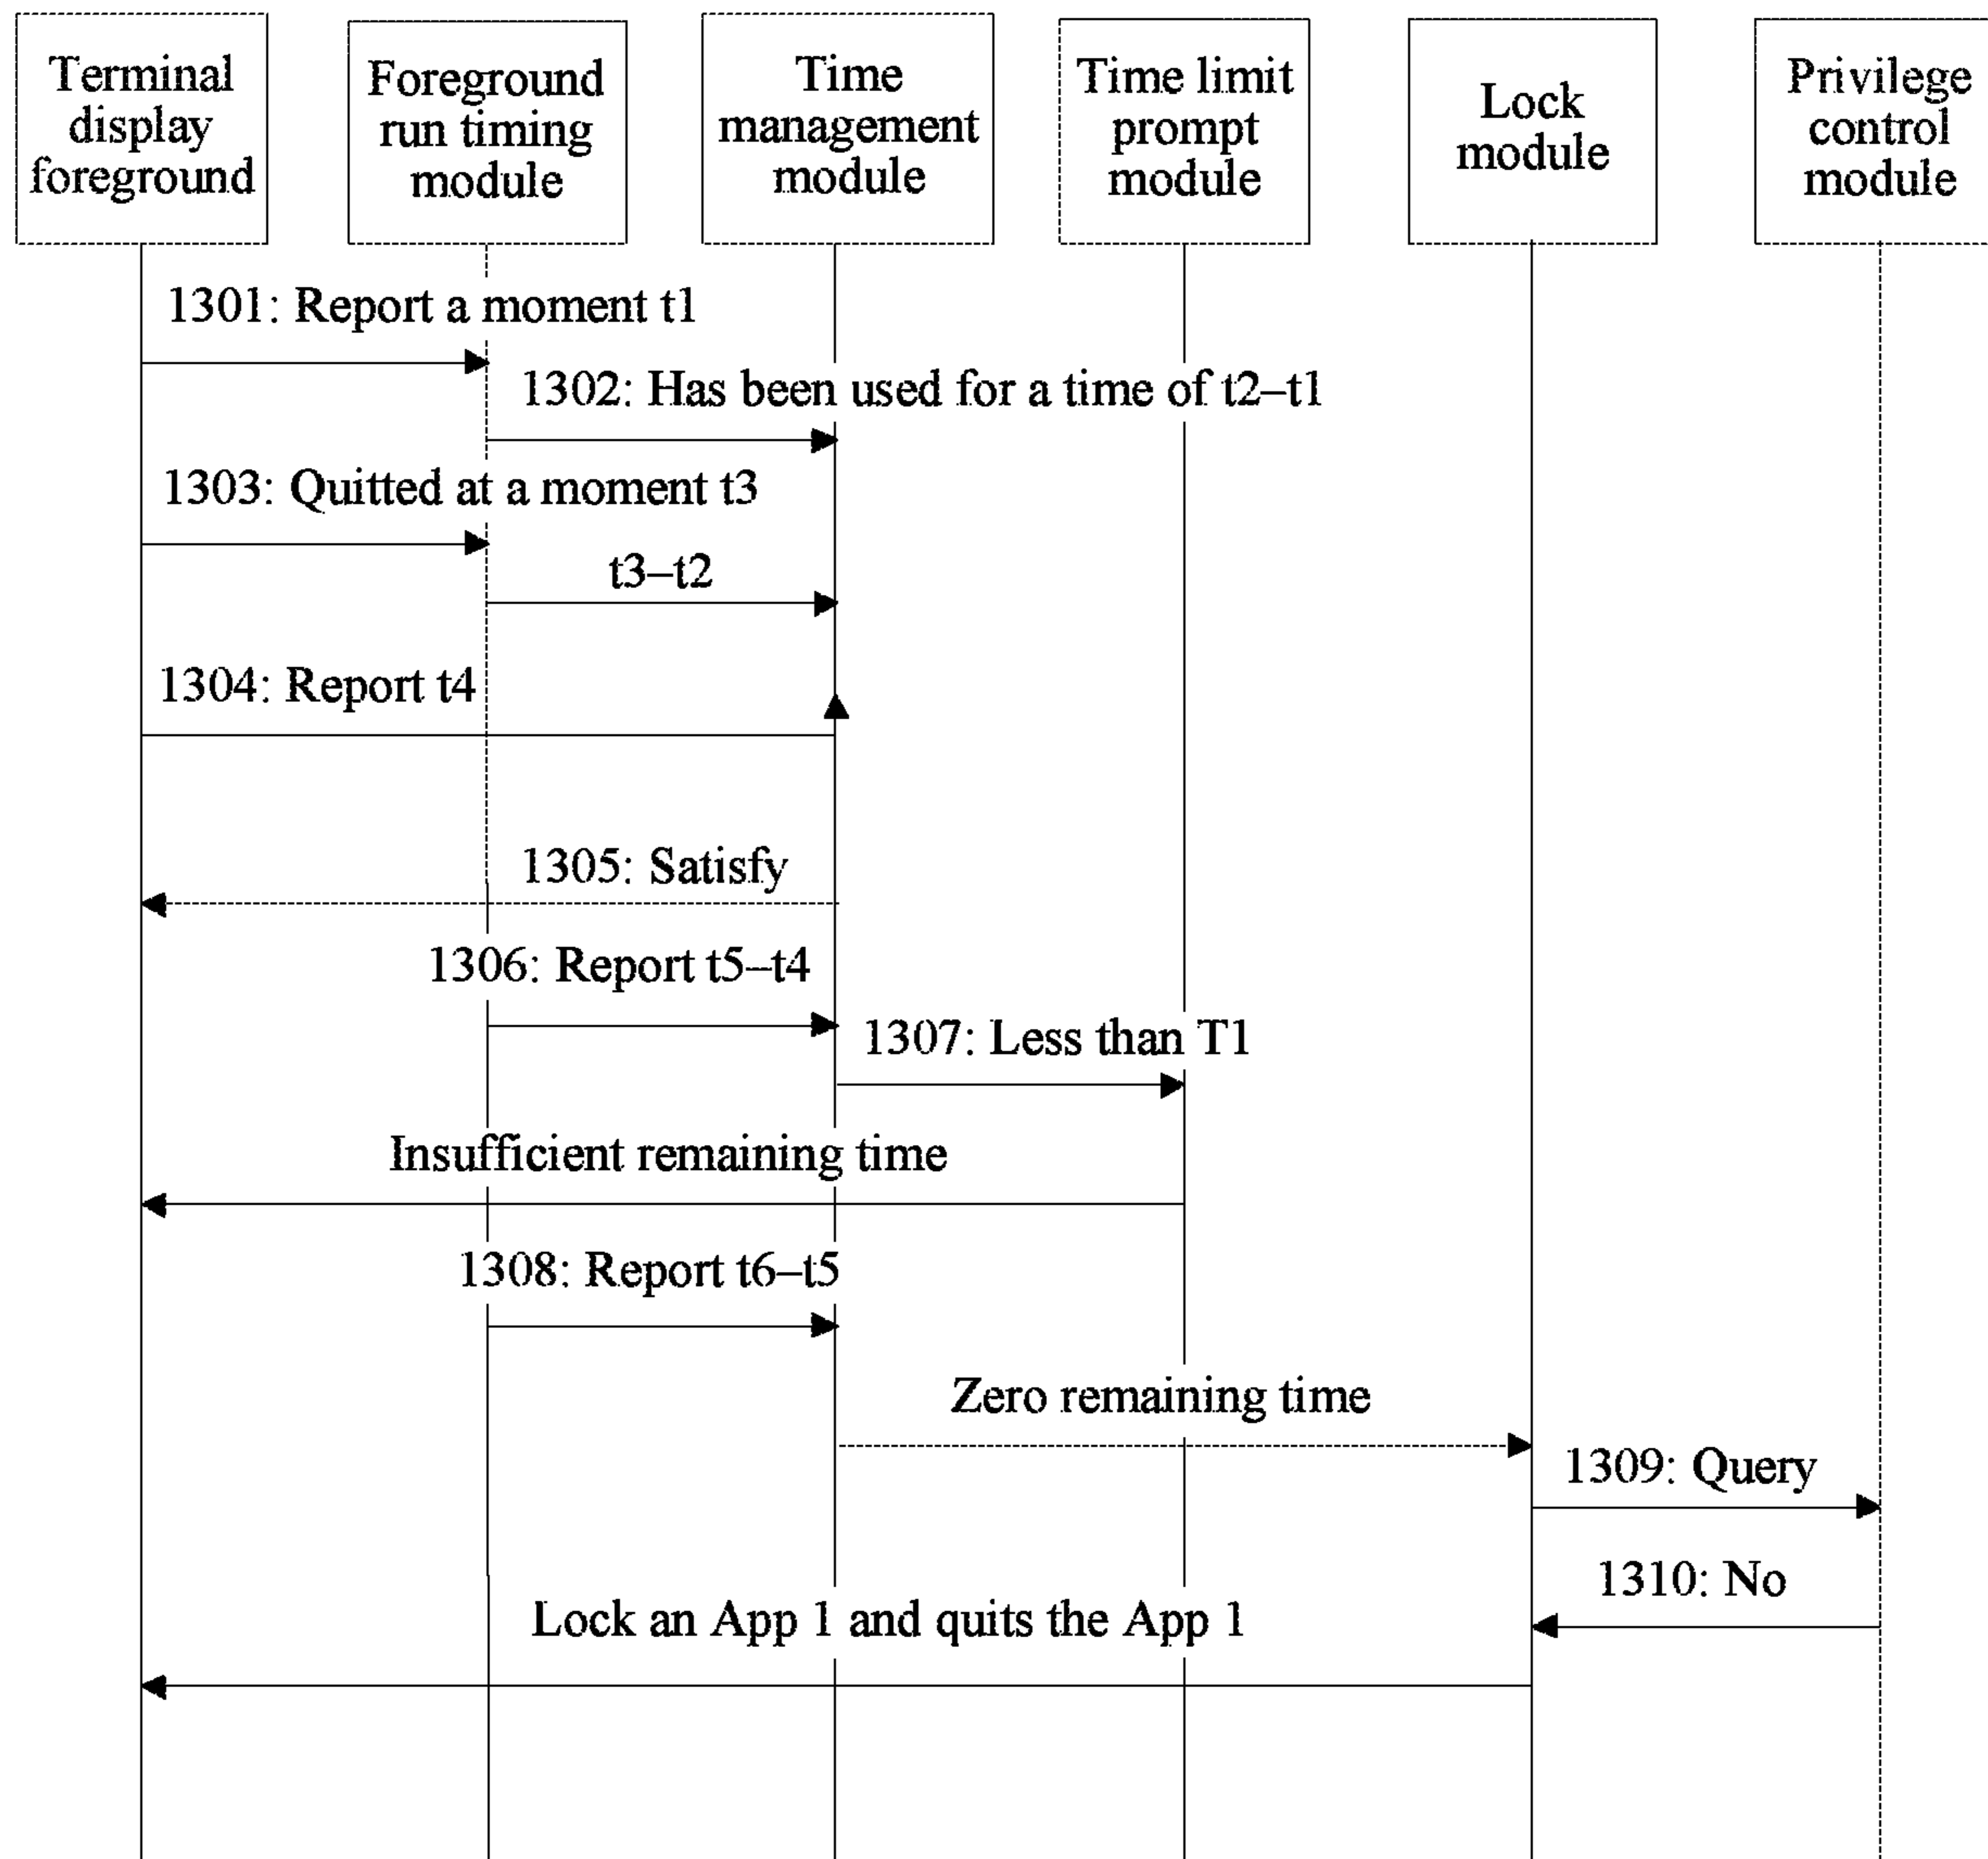 Terminal
display
foreground
Foreground
run timing
module
Time
management
module
Time limit
prompt
module
Lock
module
Privilege
control
module
1301: Report a moment t1
1302: Has been used for a time of t2–t1
1303: Quitted at a moment t3
t3–t2
1304: Report t4
1305: Satisfy
1306: Report t5–t4
1307: Less than T1
Insufficient remaining time
1308: Report t6–t5
Zero remaining time
1309: Query
1310: No
Lock an App 1 and quits the App 1